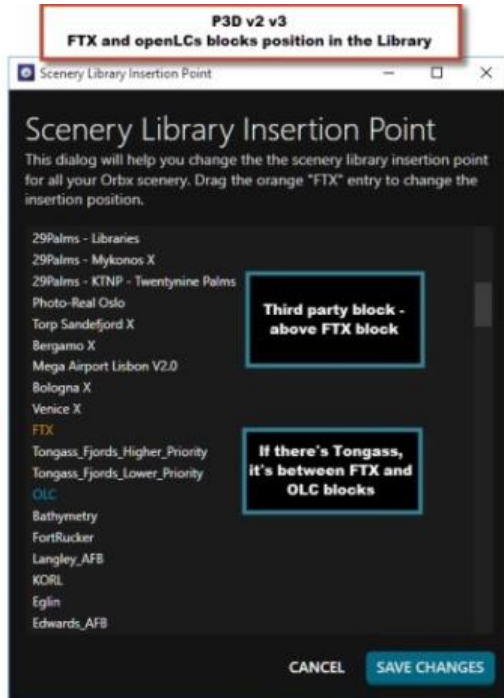 P3D v2 v3
FTX and openLCs blocks position in the Library
Scenery Library Insertion Point
Scenery Library Insertion Point
This dialog will help you change the the scenery library insertion point
for all your Orbx scenery. Drag the orange "FTX" entry to change the
insertion position.
29Palms - Libraries
29Palms - Mykonos X
29Palms - KTNP - Twentynine Palms
Photo-Real Oslo
Torp Sandefjord X
Bergamo X
Mega Airport Lisbon V2.0
Bologna X
Venice X
Third party block -
above FTX block
FTX
Tongass_Fjords_Higher_Priority
Tongass_Fjords_Lower_Priority
OLC
If there's Tongass,
it's between FTX and
OLC blocks
Bathymetry
FortRucker
Langley_AFB
KORL
Eglin
Edwards_AFB
CANCEL
SAVE CHANGES